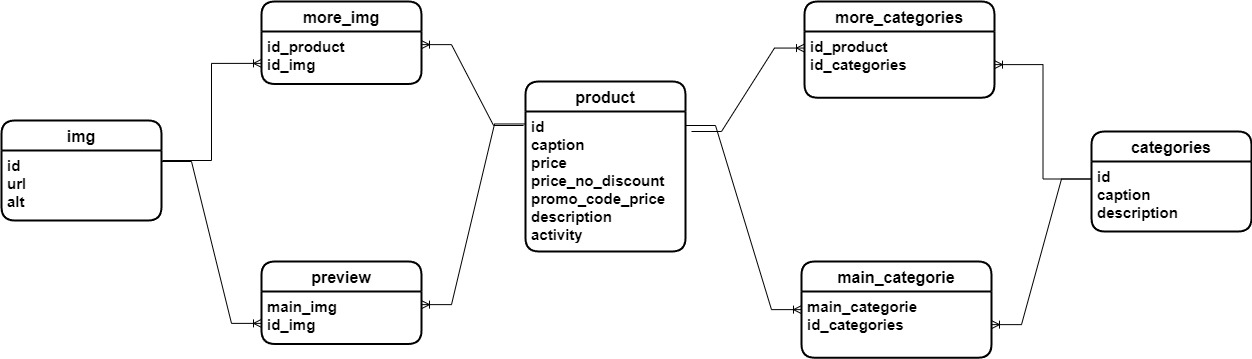 more_img
id_product
id_img
more_categories
id_product
id_categories
product
id
caption
price
price_no_discount
promo_code_price
description
activity
img
id
url
alt
categories
id
caption
description
preview
main_img
id_img
main_categorie
main_categorie
id_categories